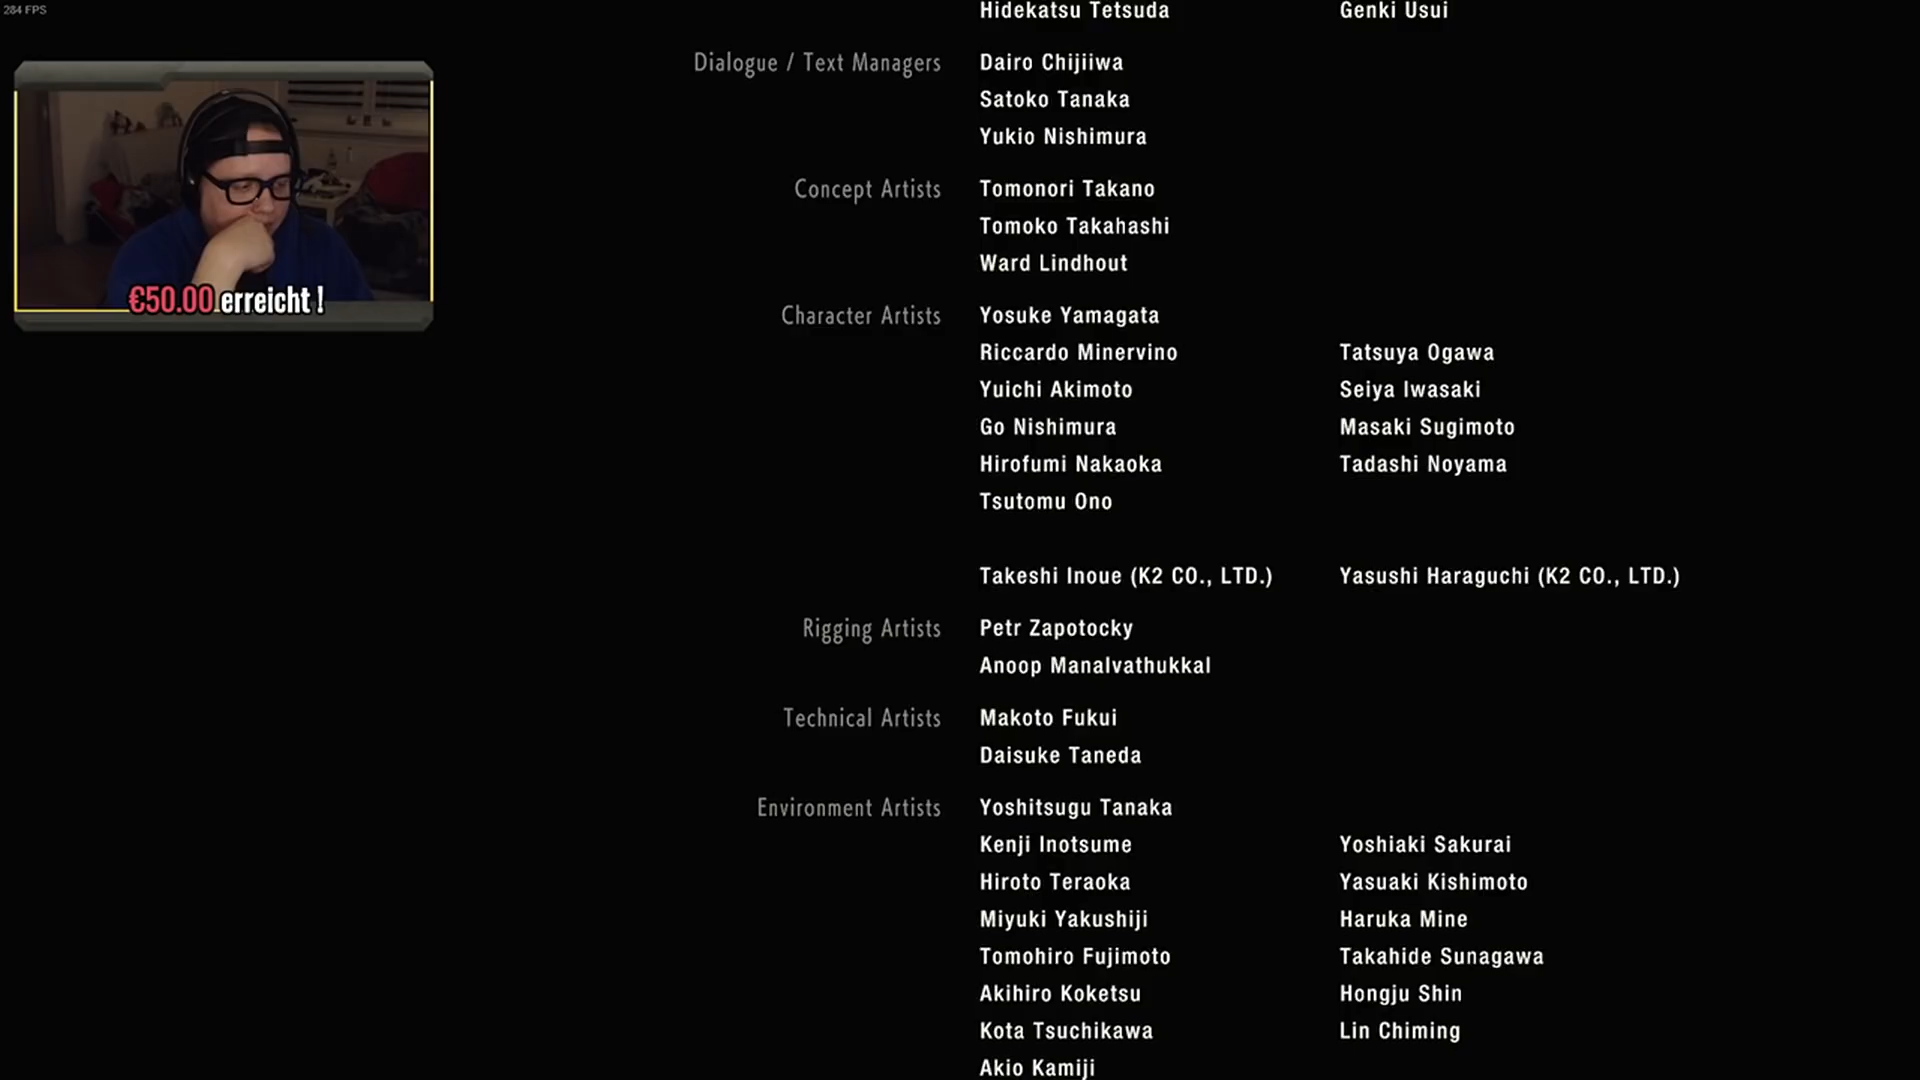 284 FPS
Hidekatsu Tetsuda Genki Usui
Dialogue / Text Managers Dairo Chijiiwa
Satoko Tanaka
Yukio Nishimura
Concept Artists Tomonori Takano
Tomoko Takahashi
Ward Lindhout
€50.00 erreicht !
Character Artists Yosuke Yamagata
Riccardo Minervino Tatsuya Ogawa
Yuichi Akimoto Seiya Iwasaki
Go Nishimura Masaki Sugimoto
Hirofumi Nakaoka Tadashi Noyama
Tsutomu Ono
Takeshi Inoue (K2 CO., LTD.) Yasushi Haraguchi (K2 CO., LTD.)
Rigging Artists Petr Zapotocky
Anoop Manalvathukkal
Technical Artists Makoto Fukui
Daisuke Taneda
Environment Artists Yoshitsugu Tanaka
Kenji Inotsume Yoshiaki Sakurai
Hiroto Teraoka Yasuaki Kishimoto
Miyuki Yakushiji Haruka Mine
Tomohiro Fujimoto Takahide Sunagawa
Akihiro Koketsu Hongju Shin
Kota Tsuchikawa Lin Chiming
Akio Kamiji